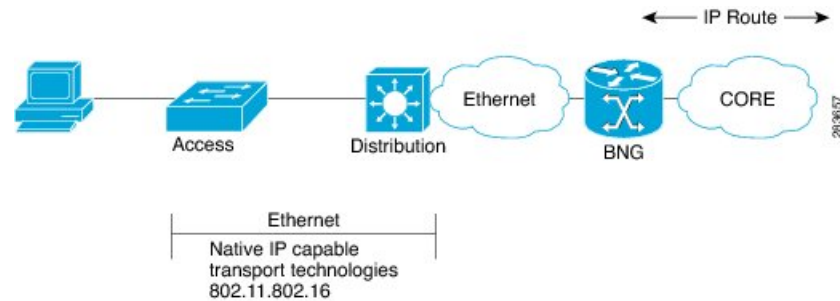 IP Route
Ethernet
CORE
Access
Distribution
BNG
283657
Ethernet
Native IP capable
transport technologies
802.11.802.16